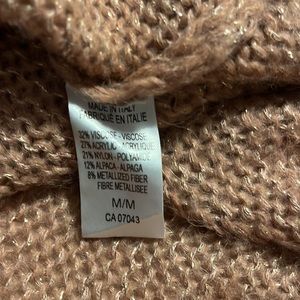 MADE IN ITALY
FABRIQUÉ EN ITALIE
32% VISCOSE - VISCOSE
27% ACRYLIC - ACRYLIQUE
21% NYLON - POLYAMIDE
12% ALPACA - ALPAGA
8% METALLIZED FIBER
FIBRE METALLISEE
M/M
CA 07043